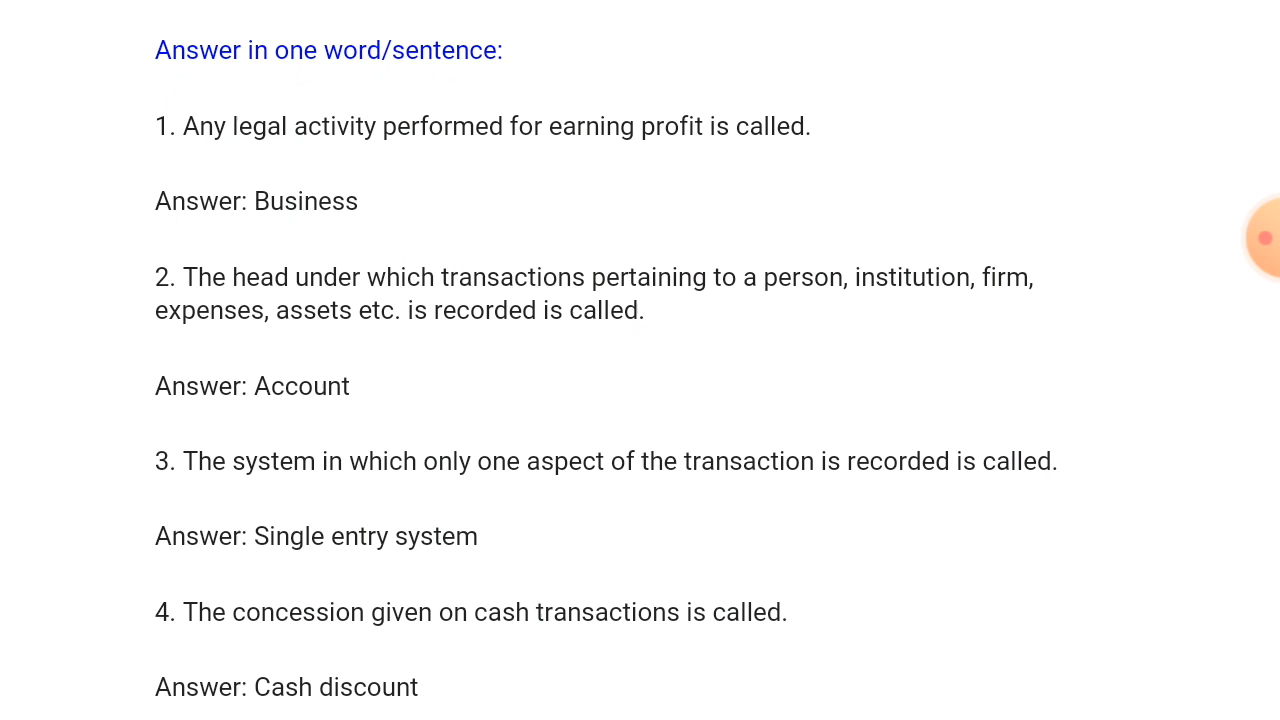 Answer in one word/sentence:
1. Any legal activity performed for earning profit is called.
Answer: Business
2. The head under which transactions pertaining to a person, institution, firm,
expenses, assets etc. is recorded is called.
Answer: Account
3. The system in which only one aspect of the transaction is recorded is called.
Answer: Single entry system
4. The concession given on cash transactions is called.
Answer: Cash discount